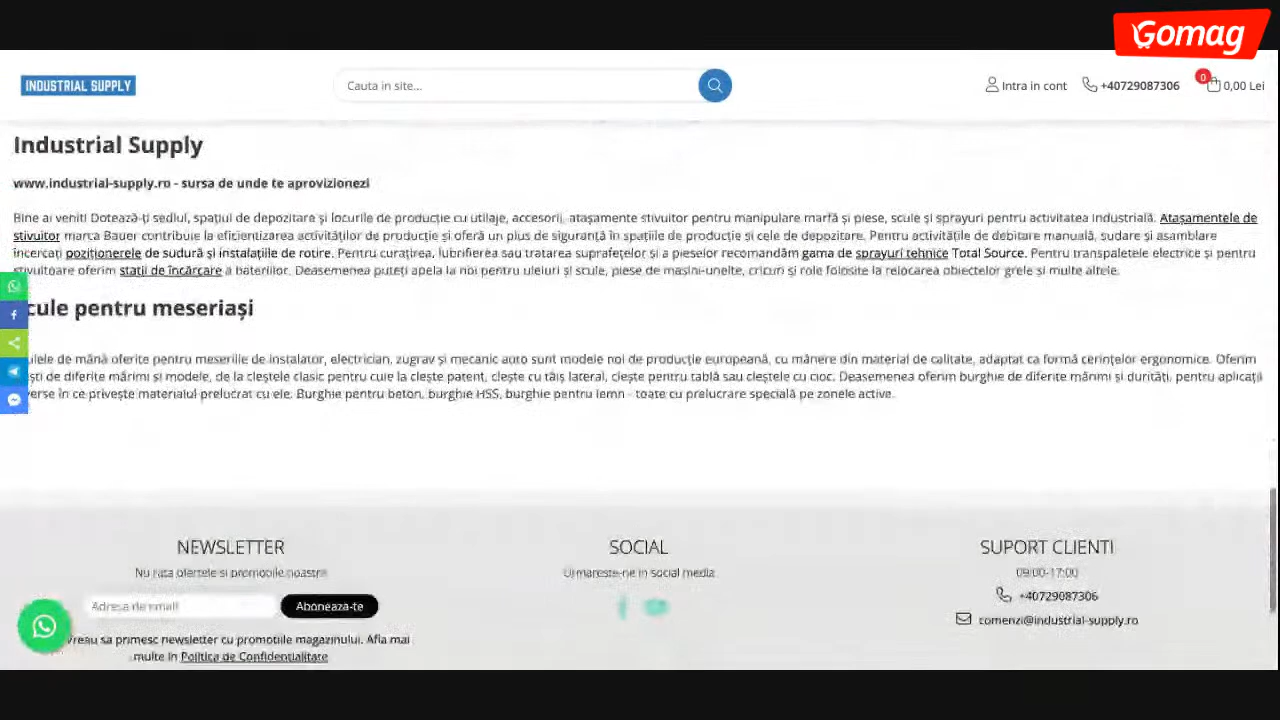 Gomag
INDUSTRIAL SUPPLY
Cauta in site...
Intra in cont
+40729087306
0
0,00 Lei
Industrial Supply
www.industrial-supply.ro - sursa de unde te aprovizionezi
Bine ai venit! Dotează-ți sediul, spațiul de depozitare și locurile de producție cu utilaje, accesorii, atașamente stivuitor pentru manipulare marfă și piese, scule și sprayuri pentru activitatea industrială. Atașamentele de
stivuitor marca Bauer contribuie la eficientizarea activităților de producție și oferă un plus de siguranță în spațiile de producție si cele de depozitare. Pentru activitățile de debitare manuală, sudare și asamblare
încercați poziționerele de sudură și instalațiile de rotire. Pentru curațirea, lubrifierea sau tratarea suprafețelor și a pieselor recomandăm gama de sprayuri tehnice Total Source. Pentru transpaletele electrice și pentru
stivuitoare oferim stații de încărcare a bateriilor. Deasemenea puteți apela la noi pentru uleiuri și scule, piese de mașini-unelte, cricuri și role folosite la relocarea obiectelor grele și multe altele.
cule pentru meseriași
ulele de mână oferite pentru meseriile de instalator, electrician, zugrav și mecanic auto sunt modele noi de producție europeană, cu mânere din material de calitate, adaptat ca formă cerințelor ergonomice. Oferim
ești de diferite mărimi și modele, de la cleștele clasic pentru cuie la clește patent, clește cu tăiș lateral, clește pentru tablă sau cleștele cu cioc. Deasemenea oferim burghie de diferite mărimi și durități, pentru aplicații
verse în ce privește materialul prelucrat cu ele. Burghie pentru beton, burghie HSS, burghie pentru lemn - toate cu prelucrare specială pe zonele active.
NEWSLETTER
Nu rata ofertele si promotiile noastre
Adresa de email
Aboneaza-te
Vreau sa primesc newsletter cu promotiile magazinului. Afla mai
multe in Politica de Confidentialitate
SOCIAL
Urmareste-ne in social media
SUPORT CLIENTI
09:00-17:00
+40729087306
comenzi@industrial-supply.ro